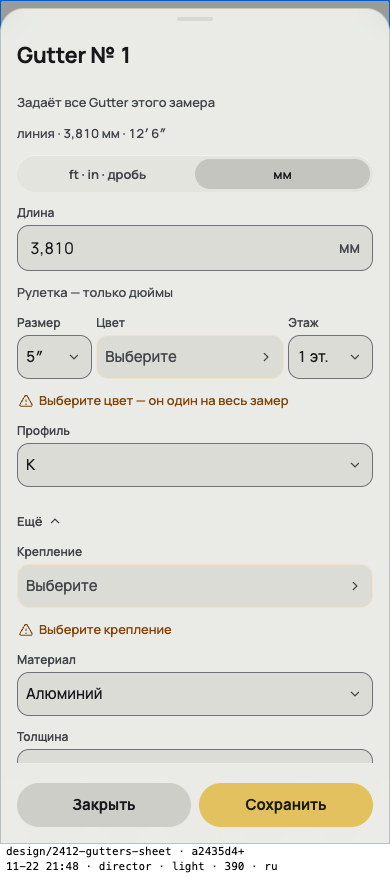 Gutter № 1
Задаёт все Gutter этого замера
линия · 3,810 мм · 12′ 6″
ft · in · дробь мм
Длина
3,810 мм
Рулетка — только дюймы
Размер Цвет Этаж
5″ Выберите 1 эт.
Выберите цвет — он один на весь замер
Профиль
K
Ещё
Крепление
Выберите
Выберите крепление
Материал
Алюминий
Толщина
Закрыть Сохранить
design/2412-gutters-sheet · a2435d4+
11-22 21:48 · director · light · 390 · ru